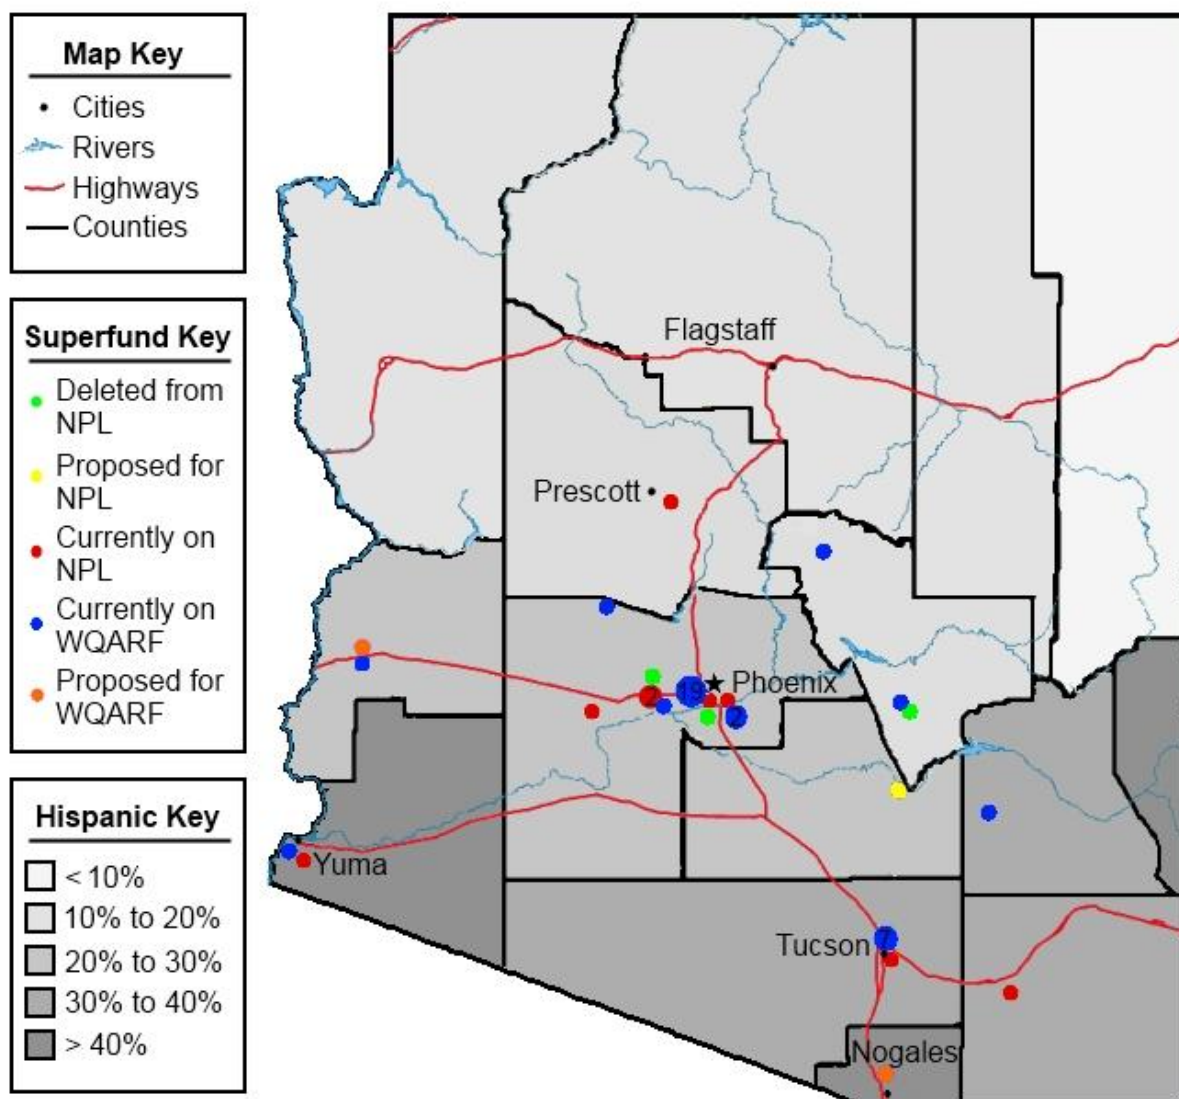 Map Key
Cities
Rivers
Highways
Counties
Superfund Key
Deleted from
NPL
Proposed for
NPL
Currently on
NPL
Currently on
WQARF
Proposed for
WQARF
Hispanic Key
< 10%
10% to 20%
20% to 30%
30% to 40%
> 40%
Flagstaff
Prescott
Phoenix
2
19
2
Yuma
7
Tucson
Nogales